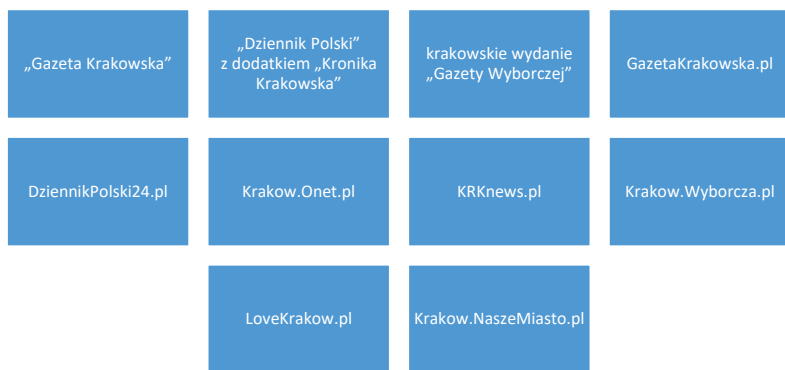 „Gazeta Krakowska”
„Dziennik Polski”
z dodatkiem „Kronika
Krakowska”
krakowskie wydanie
„Gazety Wyborczej”
GazetaKrakowska.pl
DziennikPolski24.pl
Krakow.Onet.pl
KRKnews.pl
Krakow.Wyborcza.pl
LoveKrakow.pl
Krakow.NaszeMiasto.pl